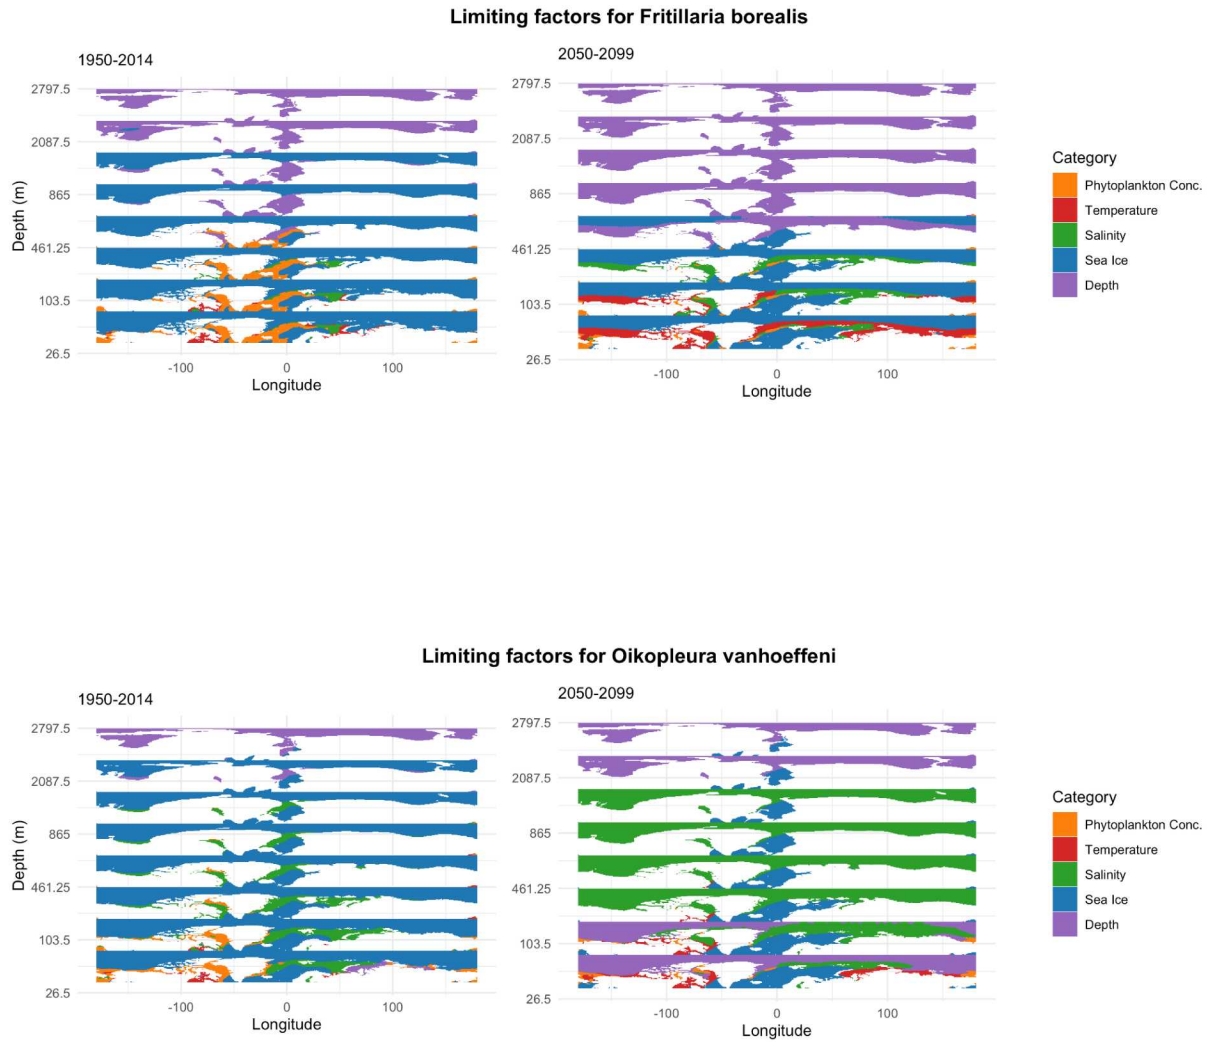 Limiting factors for Fritillaria borealis
1950-2014
2050-2099
Depth (m)
2797.5
2087.5
865
461.25
103.5
26.5
-100
0
100
Longitude
2797.5
2087.5
865
461.25
103.5
26.5
-100
0
100
Longitude
Category
Phytoplankton Conc.
Temperature
Salinity
Sea Ice
Depth
Limiting factors for Oikopleura vanhoeffeni
1950-2014
2050-2099
Depth (m)
2797.5
2087.5
865
461.25
103.5
26.5
-100
0
100
Longitude
2797.5
2087.5
865
461.25
103.5
26.5
-100
0
100
Longitude
Category
Phytoplankton Conc.
Temperature
Salinity
Sea Ice
Depth